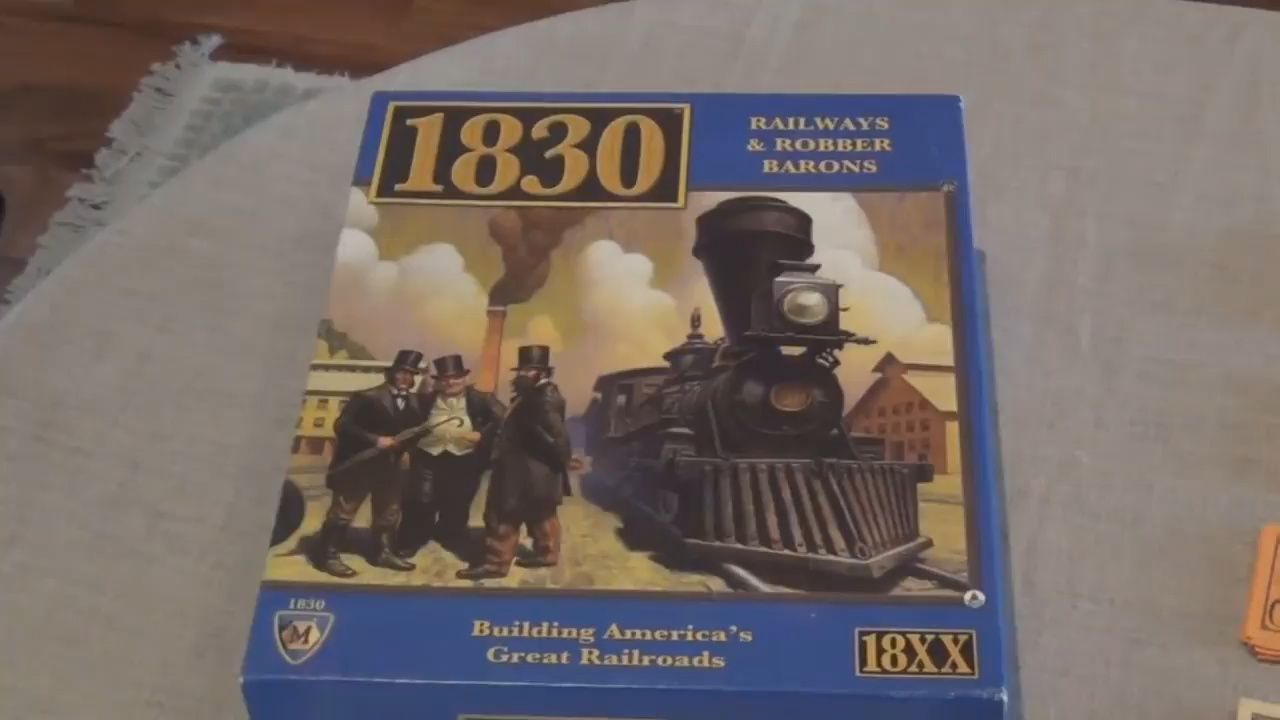 1830
RAILWAYS
& ROBBER
BARONS
1830
M
Building America's
Great Railroads
18XX